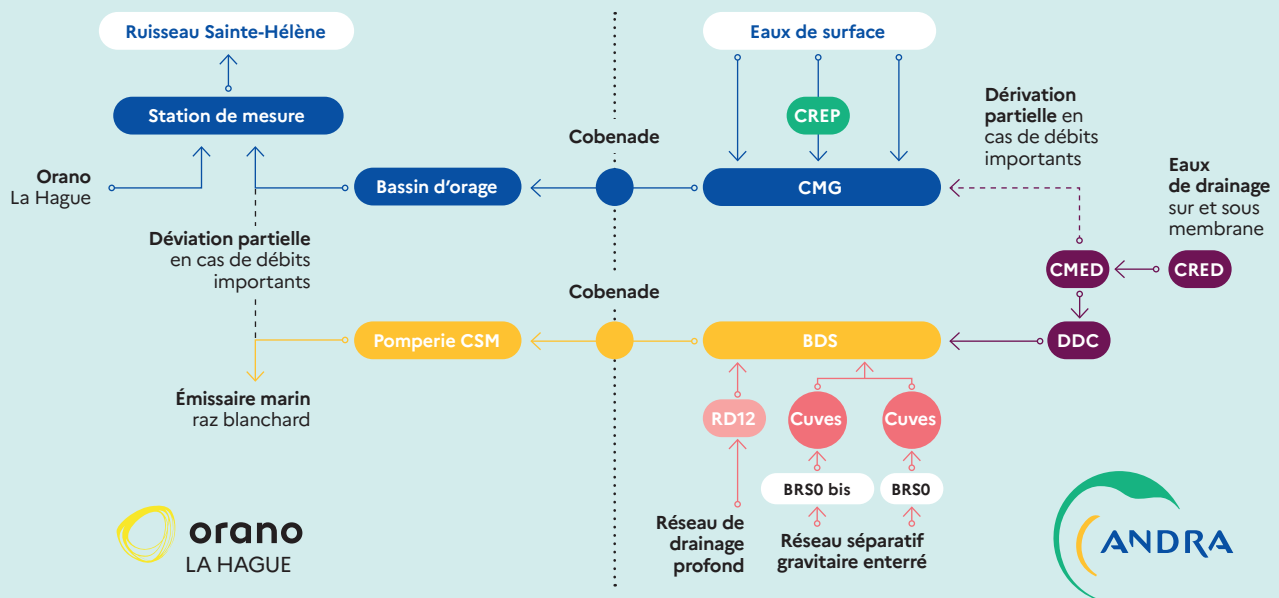 Ruisseau Sainte-Hélène
Station de mesure
Orano
La Hague
Bassin d'orage
Déviation partielle
en cas de débits
importants
Pomperie CSM
Émissaire marin
raz blanchard
orano
LA HAGUE
Cobenade
Cobenade
Eaux de surface
CREP
CMG
Dérivation
partielle en
cas de débits
importants
Eaux
de drainage
sur et sous
membrane
CMED
CRED
DDC
BDS
RD12
Cuves
Cuves
BRS0 bis
BRS0
Réseau de
drainage
profond
Réseau séparatif
gravitaire enterré
ANDRA